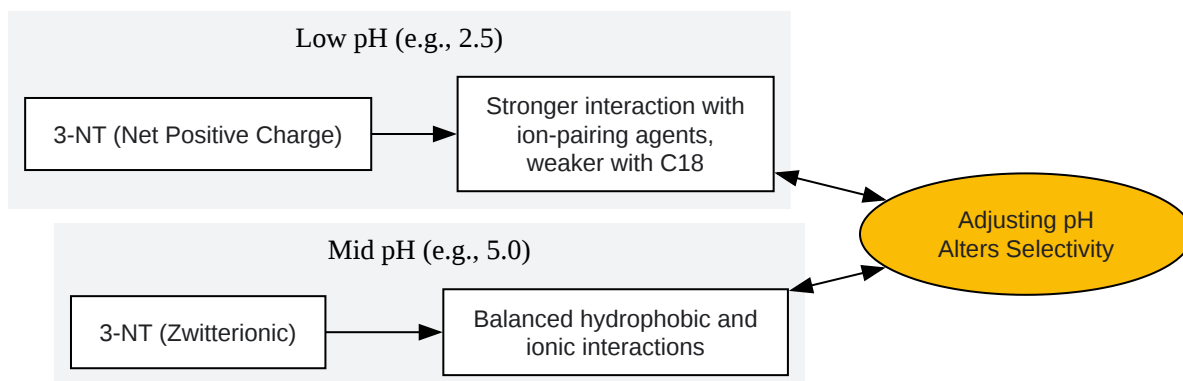 Low pH (e.g., 2.5)
3-NT (Net Positive Charge)
Stronger interaction with
ion-pairing agents,
weaker with C18
Mid pH (e.g., 5.0)
3-NT (Zwitterionic)
Balanced hydrophobic and
ionic interactions
Adjusting pH
Alters Selectivity